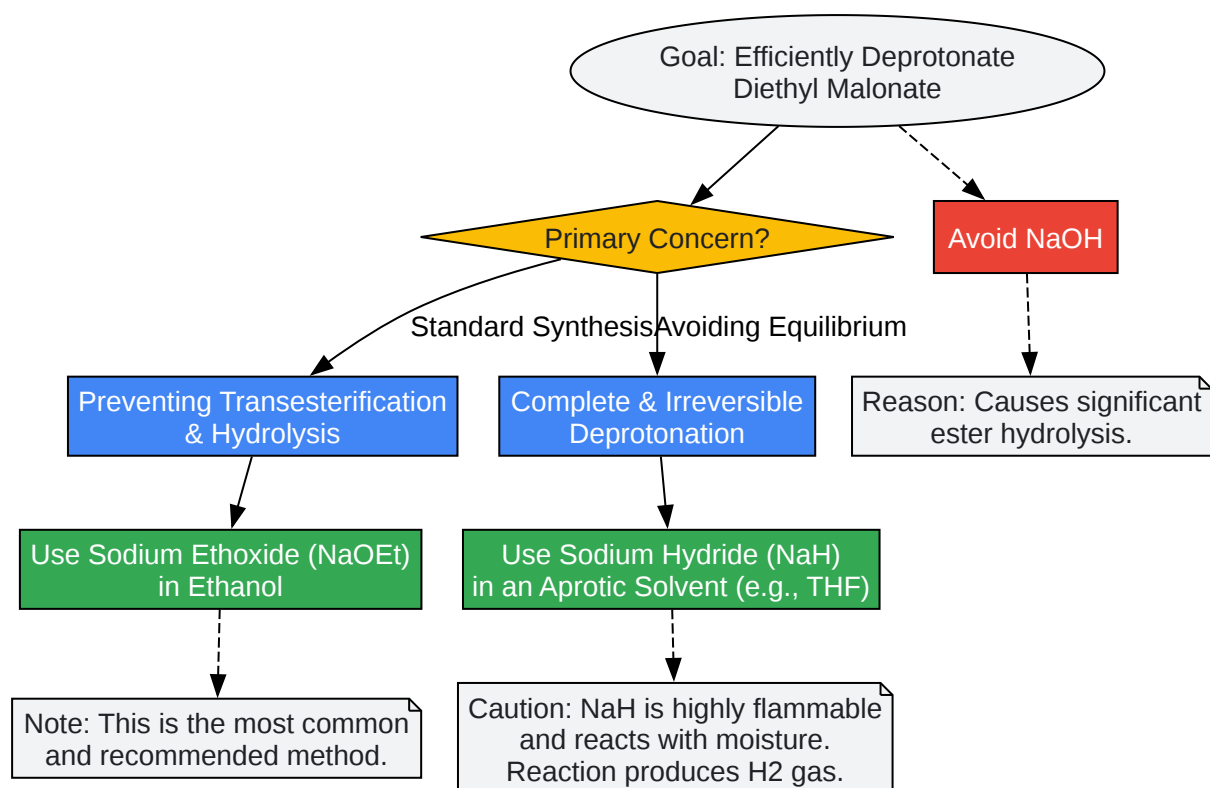 Goal: Efficiently Deprotonate
Diethyl Malonate
Primary Concern?
Avoid NaOH
Standard Synthesis
Avoiding Equilibrium
Preventing Transesterification
& Hydrolysis
Complete & Irreversible
Deprotonation
Reason: Causes significant
ester hydrolysis.
Use Sodium Ethoxide (NaOEt)
in Ethanol
Use Sodium Hydride (NaH)
in an Aprotic Solvent (e.g., THF)
Note: This is the most common
and recommended method.
Caution: NaH is highly flammable
and reacts with moisture.
Reaction produces H2 gas.